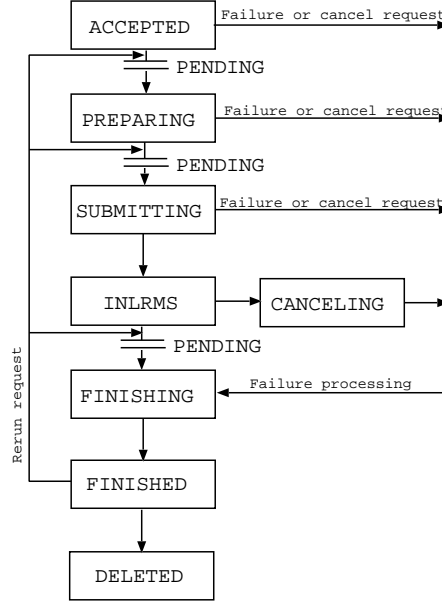 ACCEPTED
Failure or cancel request
PENDING
PREPARING
Failure or cancel request
PENDING
SUBMITTING
Failure or cancel request
INLRMS
CANCELING
PENDING
Rerun request
FINISHING
Failure processing
FINISHED
DELETED